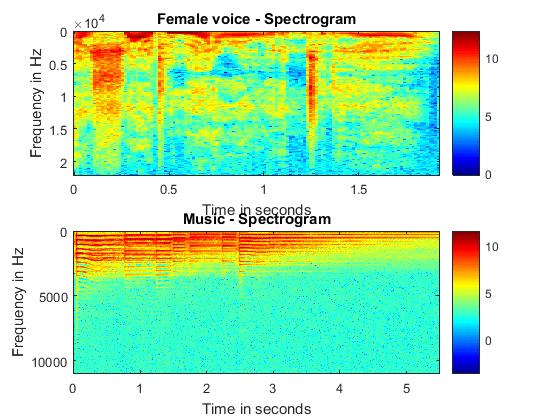 Female voice - Spectrogram
×10⁴
0
0.5
1
1.5
2
Frequency in Hz
0 0.5 1 1.5
Time in seconds
10
5
0
Music - Spectrogram
0
5000
10000
Frequency in Hz
0 1 2 3 4 5
Time in seconds
10
5
0